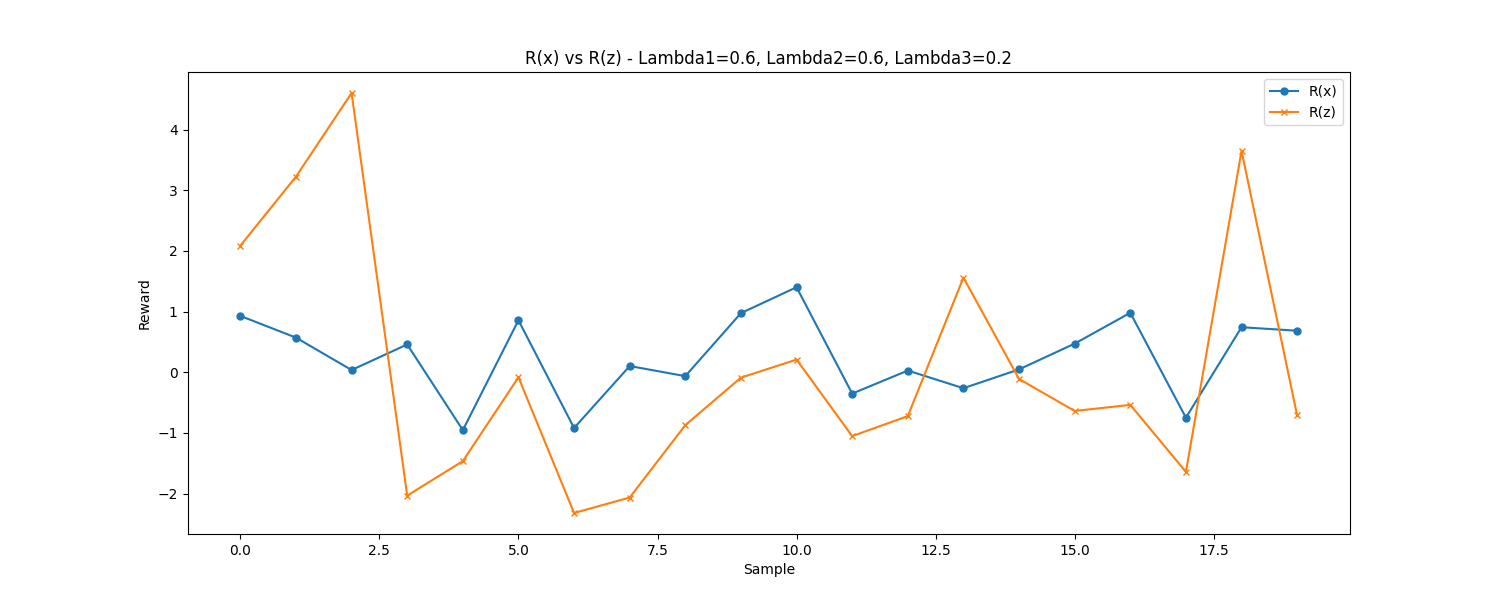 R(x) vs R(z) - Lambda1=0.6, Lambda2=0.6, Lambda3=0.2
R(x)
R(z)
Reward
4
3
2
1
0
−1
−2
0.0 2.5 5.0 7.5 10.0 12.5 15.0 17.5
Sample